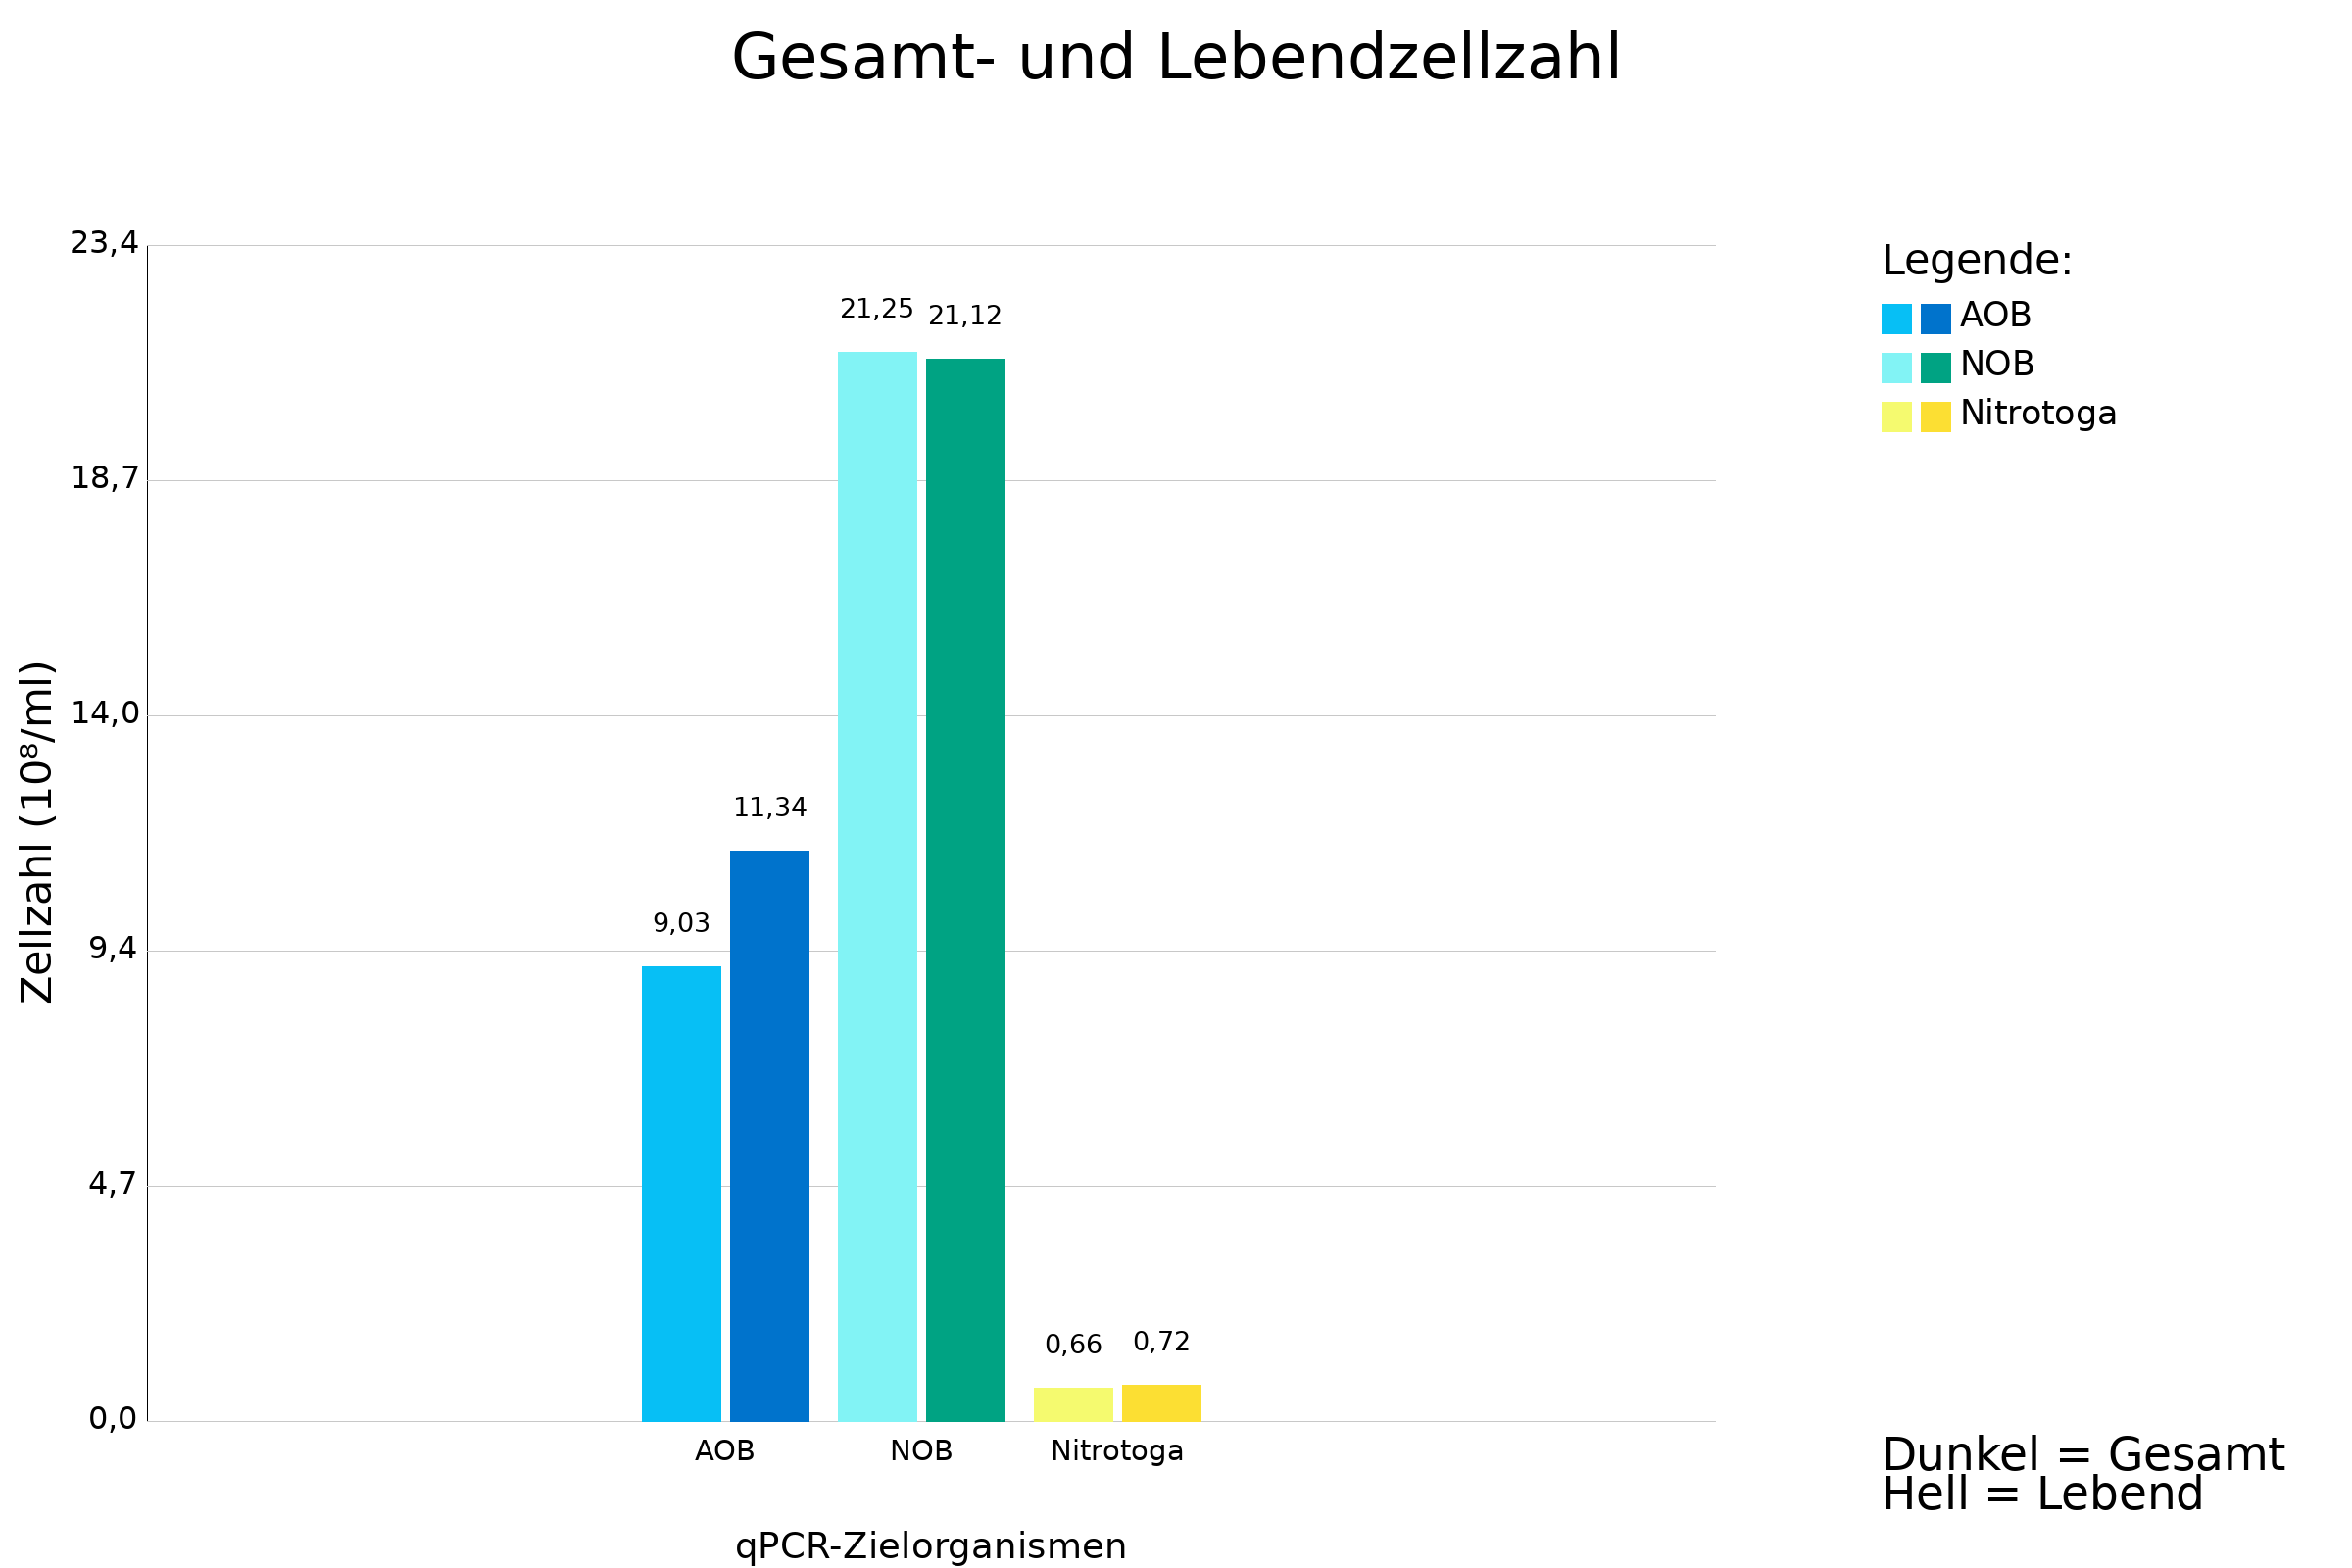 Gesamt- und Lebendzellzahl
Zellzahl (10⁸/ml)
23,4
18,7
14,0
9,4
4,7
0,0
9,03
11,34
21,25
21,12
0,66
0,72
AOB
NOB
Nitrotoga
qPCR-Zielorganismen
Legende:
AOB
NOB
Nitrotoga
Dunkel = Gesamt
Hell = Lebend